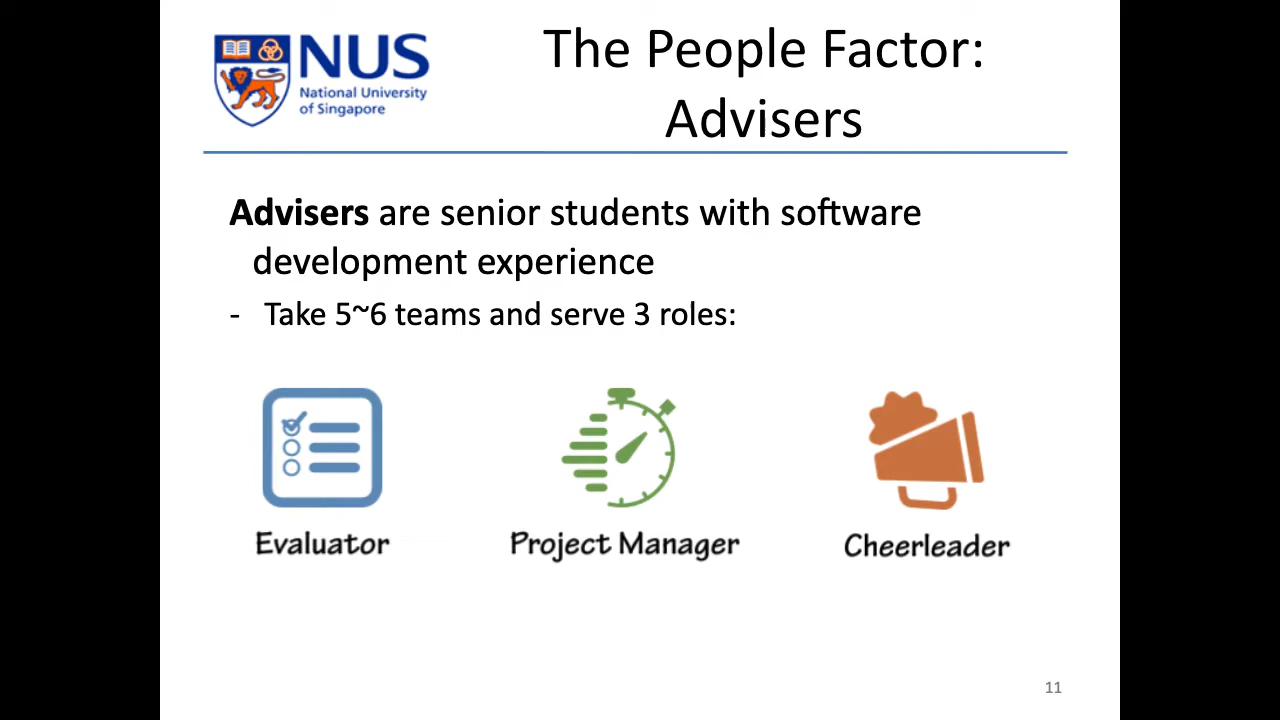 NUS
National University
of Singapore
The People Factor:
Advisers
Advisers are senior students with software
development experience
- Take 5~6 teams and serve 3 roles:
Evaluator
Project Manager
Cheerleader
11